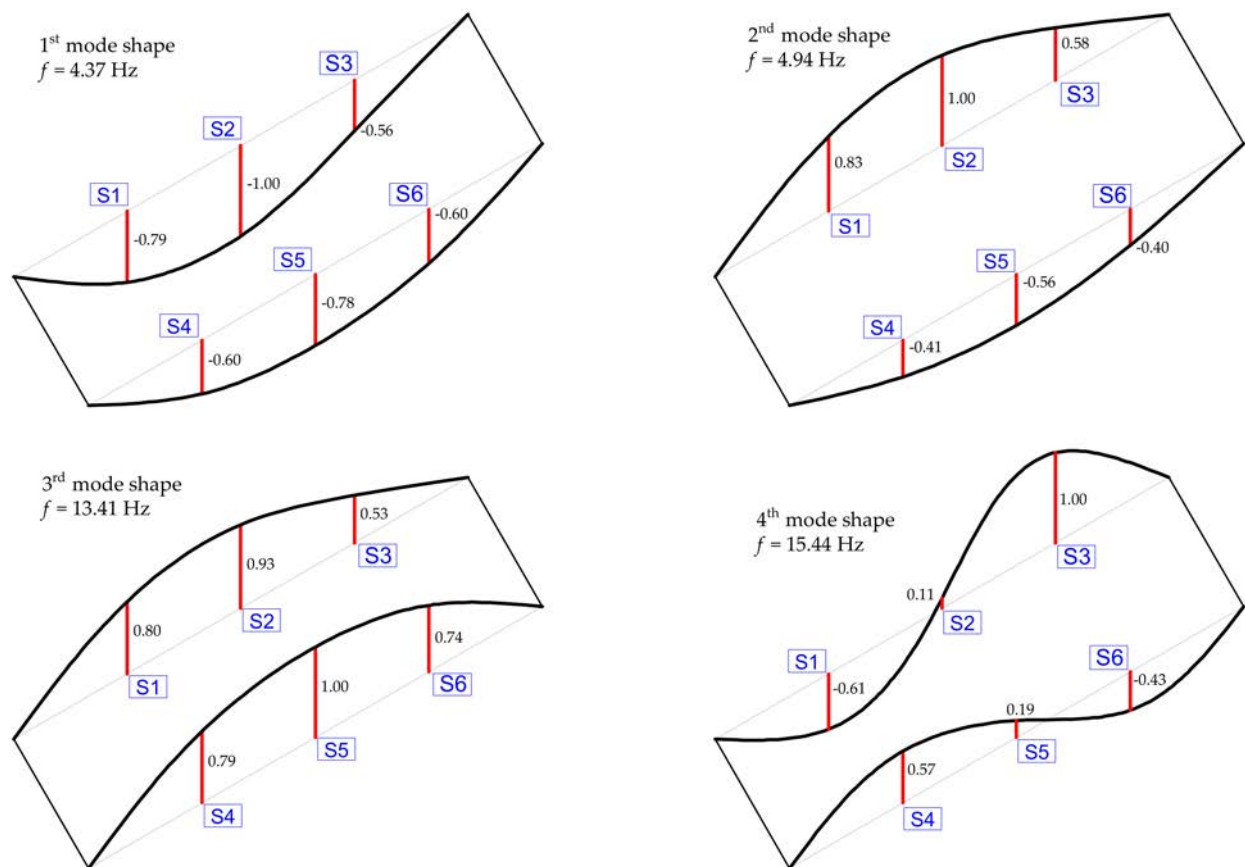 1st mode shape
f = 4.37 Hz
S3
-0.56
S2
-1.00
S1
-0.79
S6
-0.60
S5
-0.78
S4
-0.60
2nd mode shape
f = 4.94 Hz
0.58
S3
1.00
S2
0.83
S1
S6
-0.40
S5
-0.56
S4
-0.41
3rd mode shape
f = 13.41 Hz
0.53
S3
0.93
S2
0.80
S1
0.74
S6
1.00
S5
0.79
S4
4th mode shape
f = 15.44 Hz
1.00
S3
0.11
S2
S1
-0.61
S6
-0.43
0.19
S5
0.57
S4